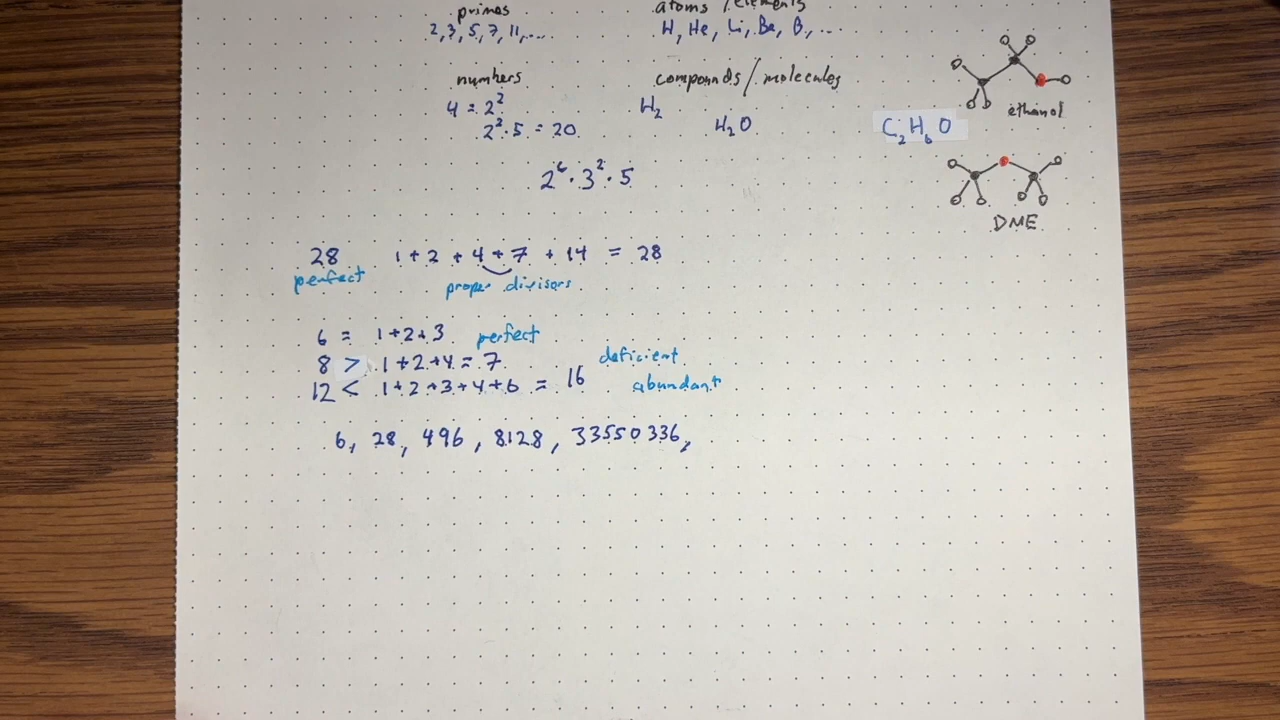 primes
atoms / elements
2, 3, 5, 7, 11, ...
H, He, Li, Be, B, ...
numbers
compounds / molecules
4 = 2²
H₂
2² · 5 = 20
H₂O
C₂H₆O
ethanol
2⁶ · 3² · 5
DME
28 1 + 2 + 4 + 7 + 14 = 28
perfect
proper divisors
6 = 1+2+3 perfect
8 > 1+2+4 = 7 deficient
12 < 1+2+3+4+6 = 16 abundant
6, 28, 496, 8128, 33550336,